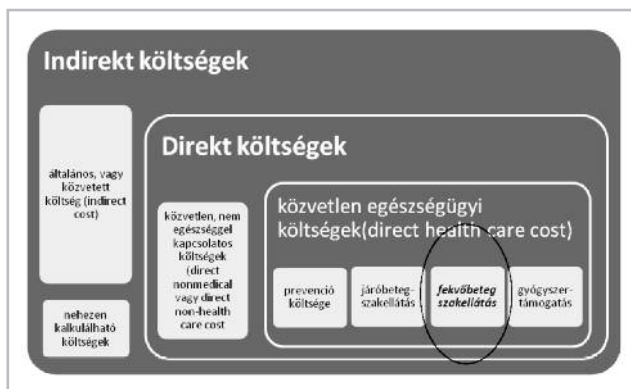 Indirekt költségek
általános, vagy
közvetett
költség (indirect
cost)
nehezen
kalkulálható
költségek
Direkt költségek
közvetlen, nem
egészséggel
kapcsolatos
költségek
(direct
nonmedical
vagy direct
non-health
care cost
közvetlen egészségügyi
költségek(direct health care cost)
prevenció
költsége
járóbeteg-
szakellátás
fekvőbeteg
szakellátás
gyógyszer-
támogatás